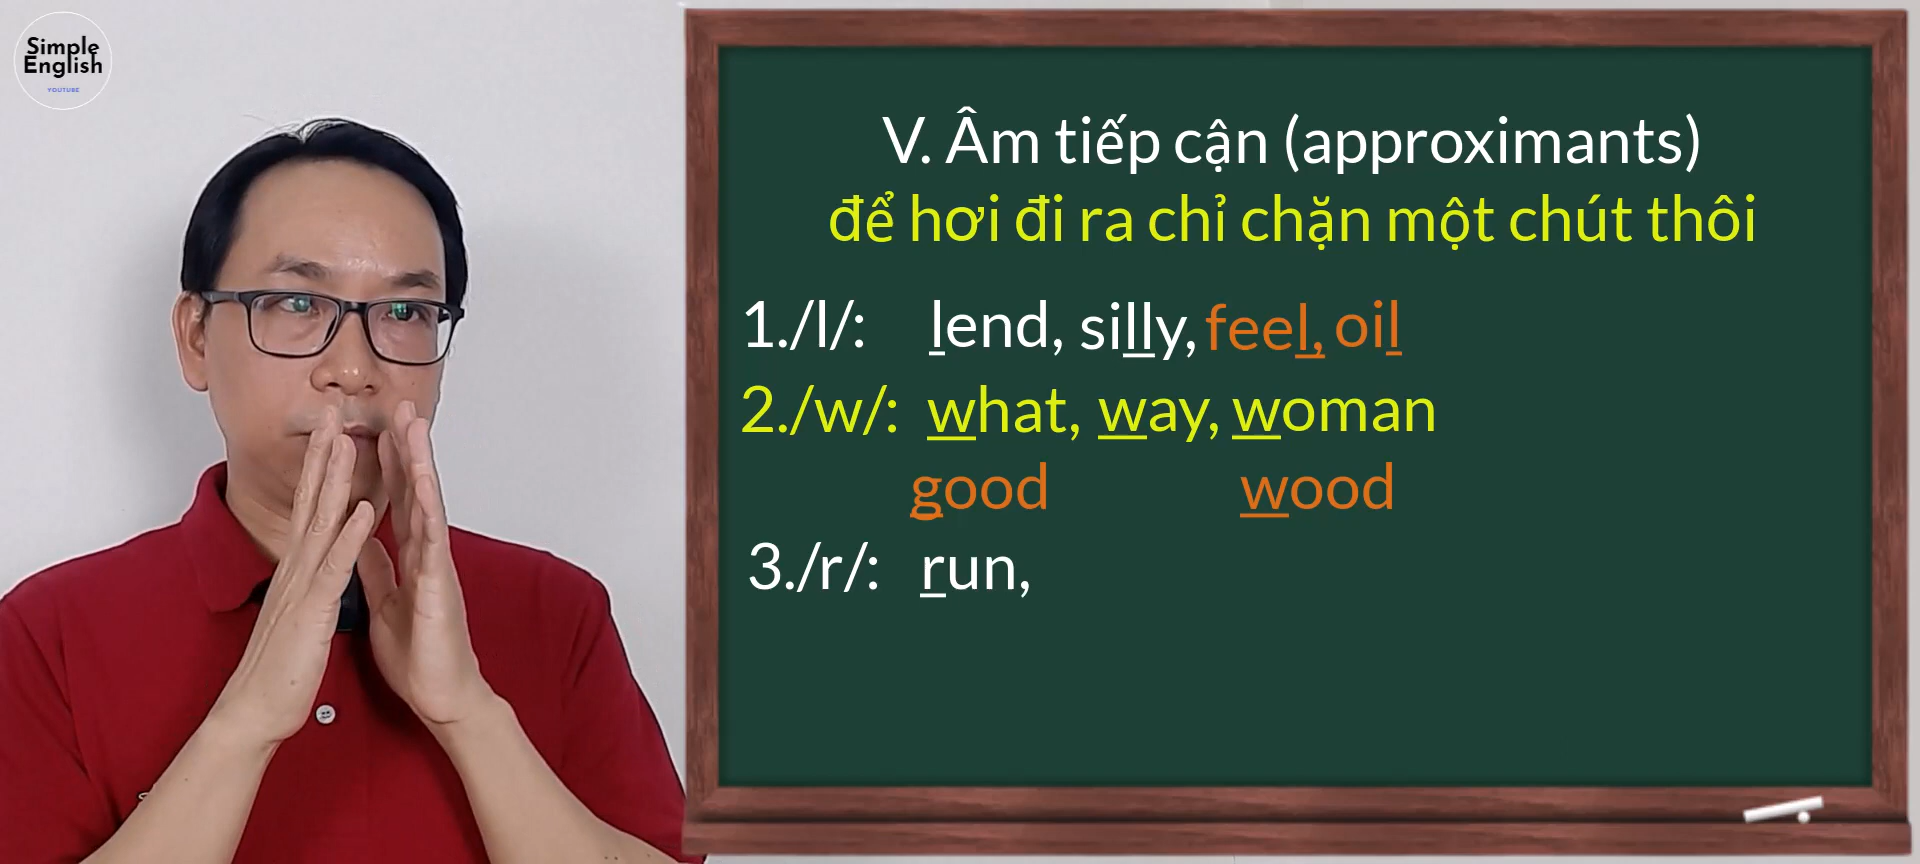 Simple
English
YOUTUBE
V. Âm tiếp cận (approximants)
để hơi đi ra chỉ chặn một chút thôi
1./l/: lend, silly, feel, oil
2./w/: what, way, woman
good wood
3./r/: run,